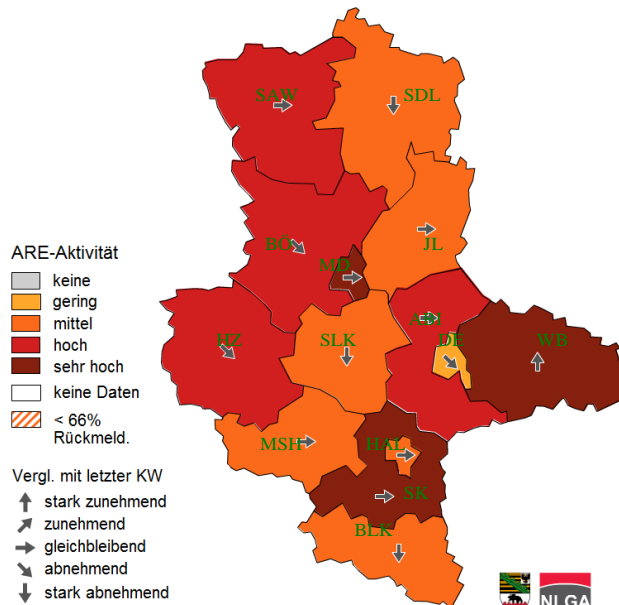 SAW
SDL
BÖ
JL
MD
ABI
HZ
SLK
DE
WB
MSH
HAL
SK
BLK
ARE-Aktivität
keine
gering
mittel
hoch
sehr hoch
keine Daten
< 66%
Rückmeld.
Vergl. mit letzter KW
stark zunehmend
zunehmend
gleichbleibend
abnehmend
stark abnehmend
NLGA